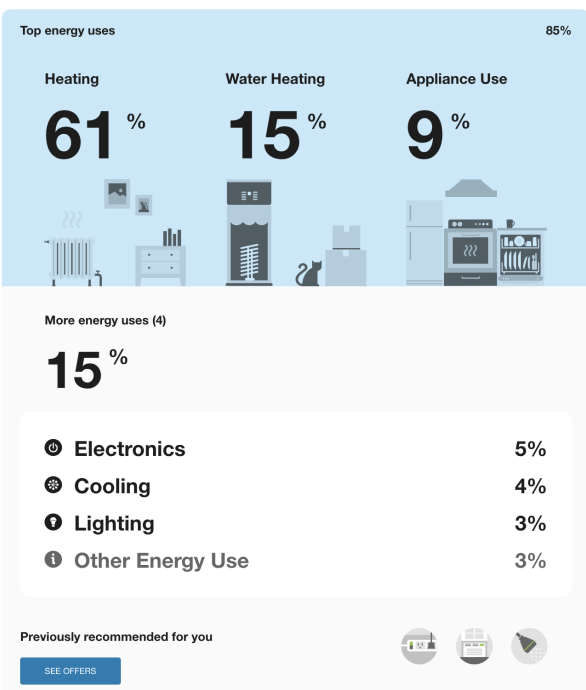 Top energy uses 85%
Heating Water Heating Appliance Use
61% 15% 9%
More energy uses (4)
15%
Electronics 5%
Cooling 4%
Lighting 3%
Other Energy Use 3%
Previously recommended for you
SEE OFFERS